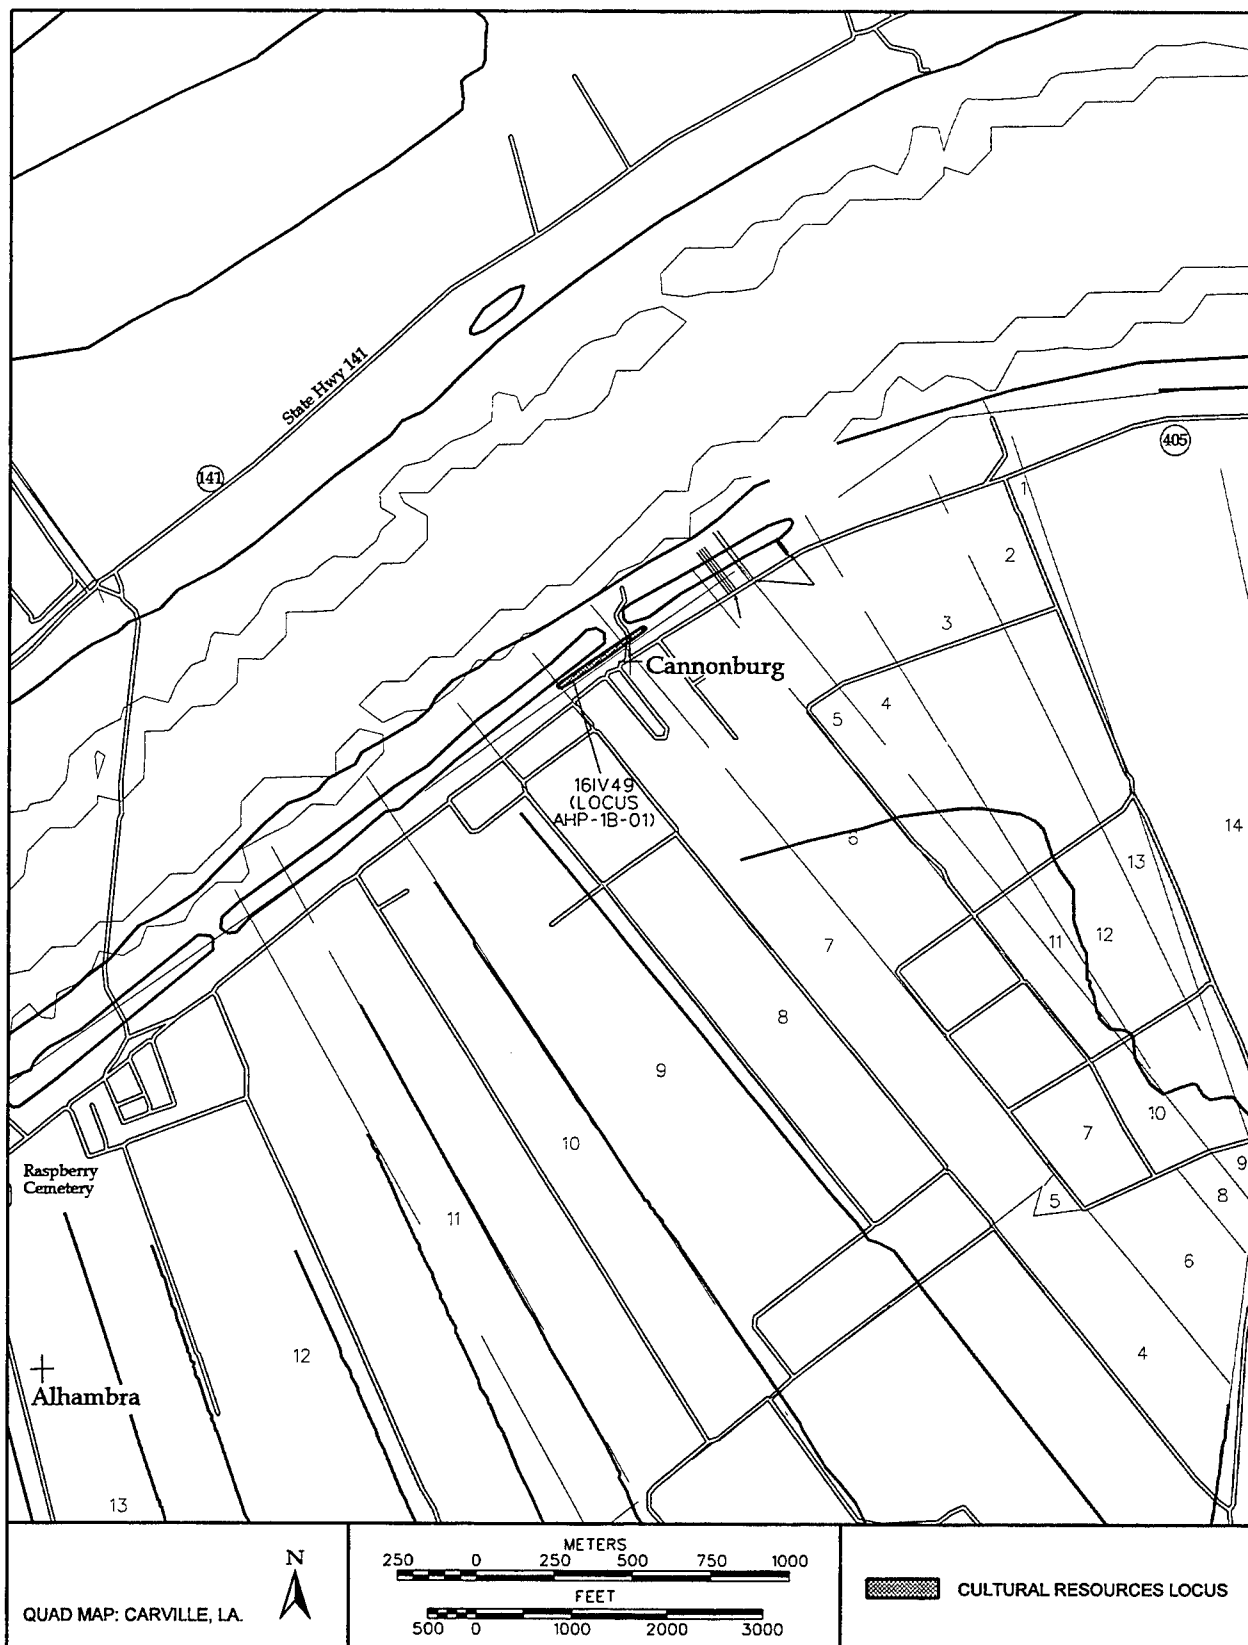 State Hwy 141
141
405
1
2
3
Cannonburg
4
5
16IV49
(LOCUS
AHP-1B-01)
6
14
13
11
12
7
8
9
10
7
10
9
5
8
Raspberry
Cemetery
11
6
12
4
Alhambra
13
QUAD MAP: CARVILLE, LA.
N
METERS
250 0 250 500 750 1000
FEET
500 0 1000 2000 3000
CULTURAL RESOURCES LOCUS